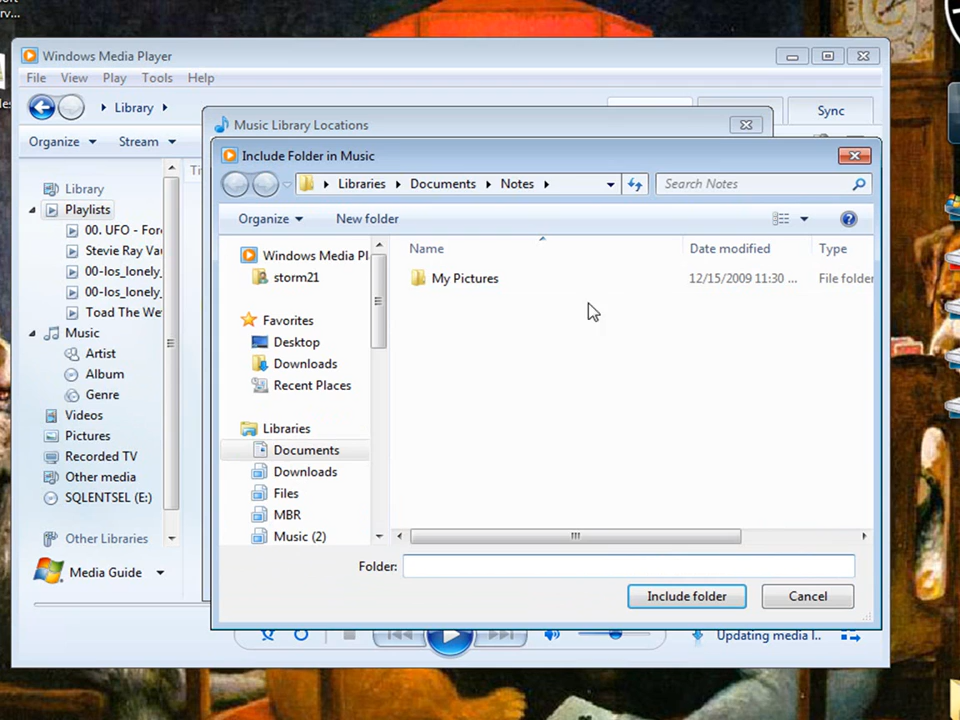 Windows Media Player
File View Play Tools Help
Library
Sync
Organize Stream
Music Library Locations
Include Folder in Music
Libraries Documents Notes
Search Notes
Organize New folder
Library
Playlists
00. UFO - For
Stevie Ray Va
00-los_lonely_
00-los_lonely_
Toad The We
Music
Artist
Album
Genre
Videos
Pictures
Recorded TV
Other media
SQLENTSEL (E:)
Other Libraries
Media Guide
Windows Media Pl
storm21
Favorites
Desktop
Downloads
Recent Places
Libraries
Documents
Downloads
Files
MBR
Music (2)
Name Date modified Type
My Pictures 12/15/2009 11:30 ... File folder
Folder:
Include folder Cancel
Updating media l..